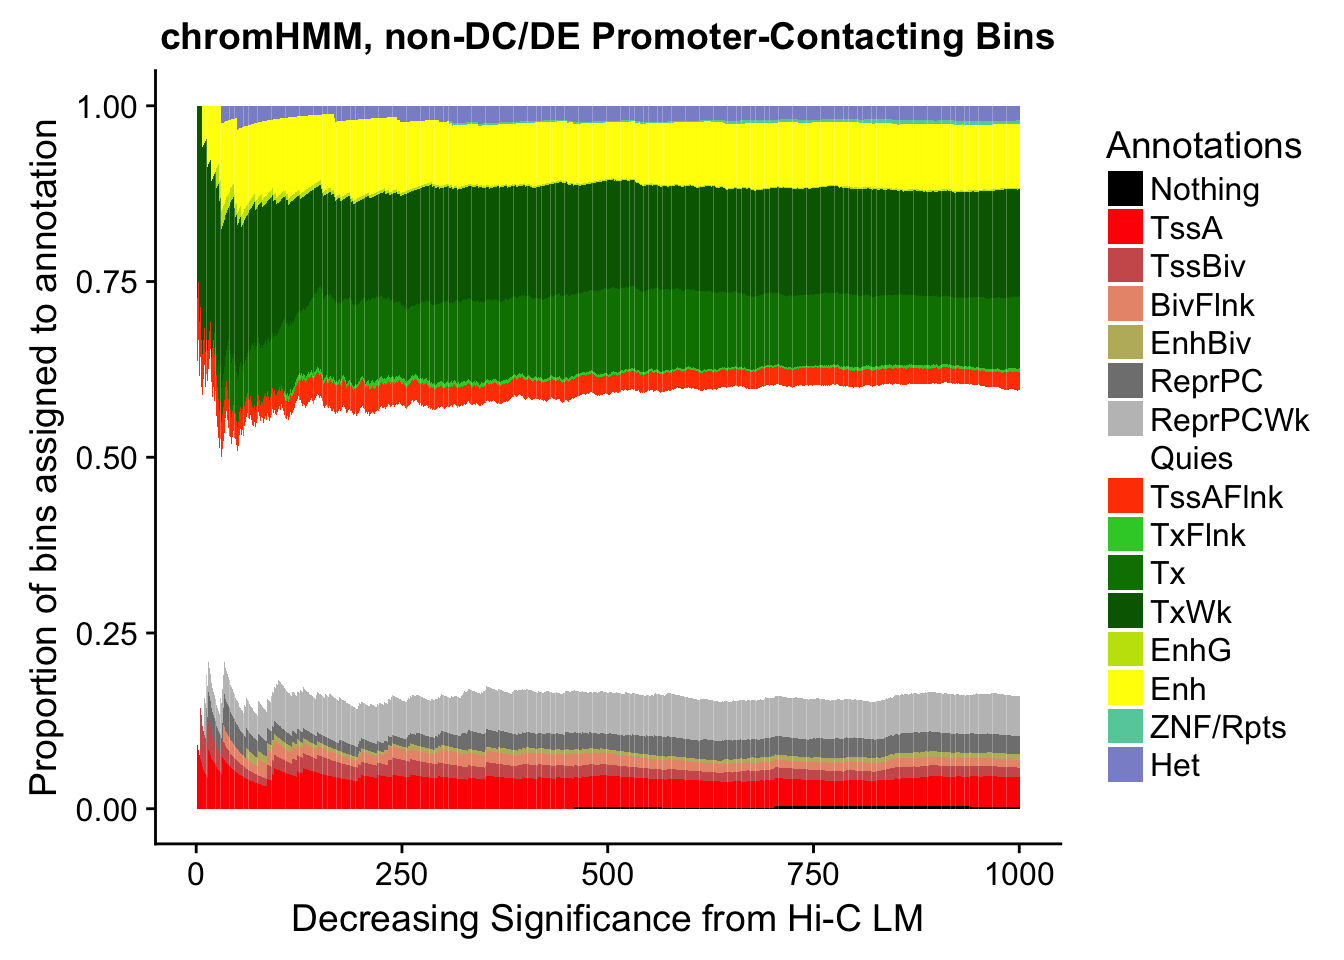 chromHMM, non-DC/DE Promoter-Contacting Bins
Proportion of bins assigned to annotation
1.00
0.75
0.50
0.25
0.00
0
250
500
750
1000
Decreasing Significance from Hi-C LM
Annotations
Nothing
TssA
TssBiv
BivFlnk
EnhBiv
ReprPC
ReprPCWk
Quies
TssAFlnk
TxFlnk
Tx
TxWk
EnhG
Enh
ZNF/Rpts
Het